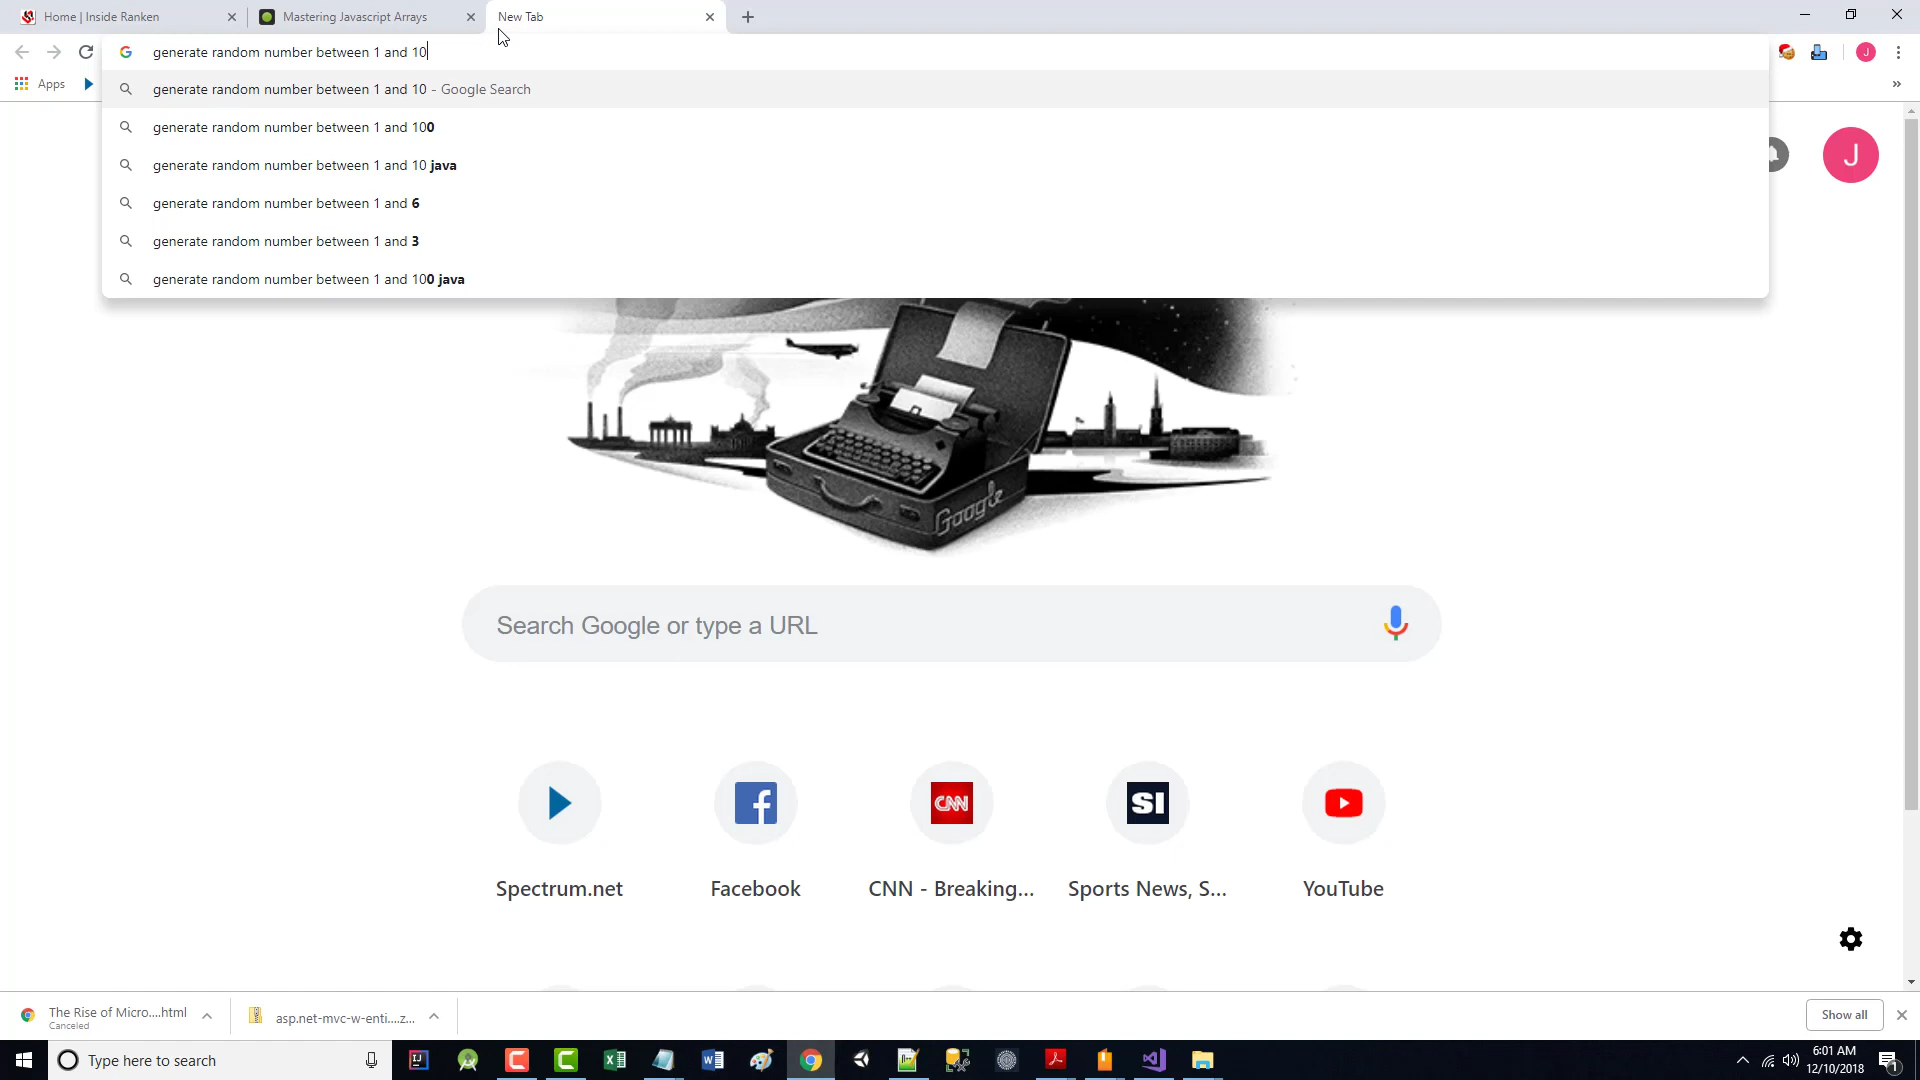 Home | Inside Ranken
Mastering Javascript Arrays
New Tab
generate random number between 1 and 10
Apps
generate random number between 1 and 10 - Google Search
generate random number between 1 and 100
generate random number between 1 and 10 java
generate random number between 1 and 6
generate random number between 1 and 3
generate random number between 1 and 100 java
J
J
Google
Search Google or type a URL
CNN
SI
Spectrum.net
Facebook
CNN - Breaking...
Sports News, S...
YouTube
The Rise of Micro....html
Canceled
asp.net-mvc-w-enti....z...
Show all
Type here to search
6:01 AM
12/10/2018
1